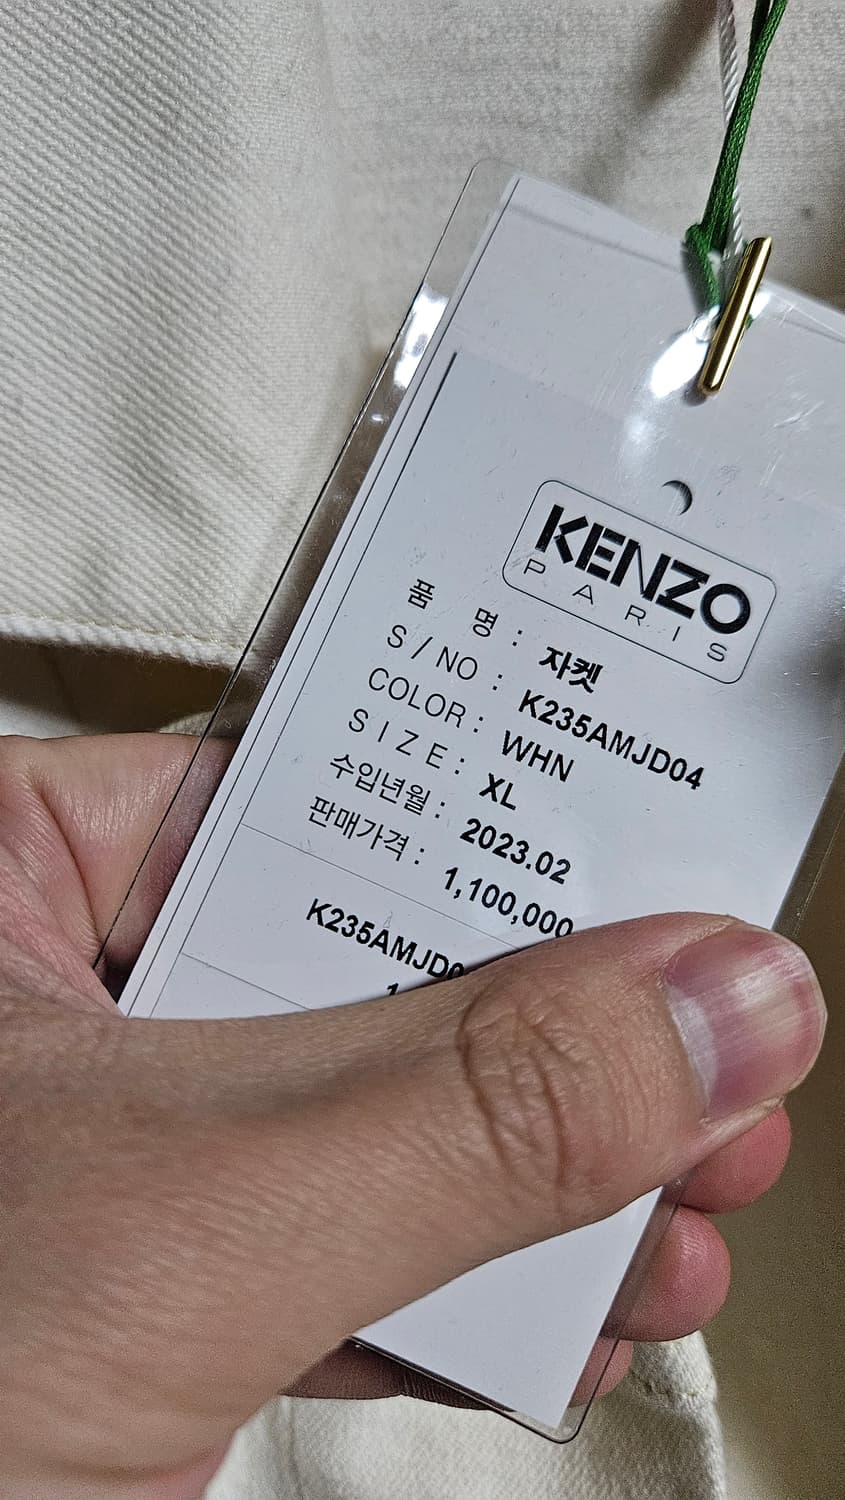 KENZO
PARIS
품 명 : 자켓
S / NO : K235AMJD04
COLOR : WHN
S I Z E : XL
수입년월 : 2023.02
판매가격 : 1,100,000